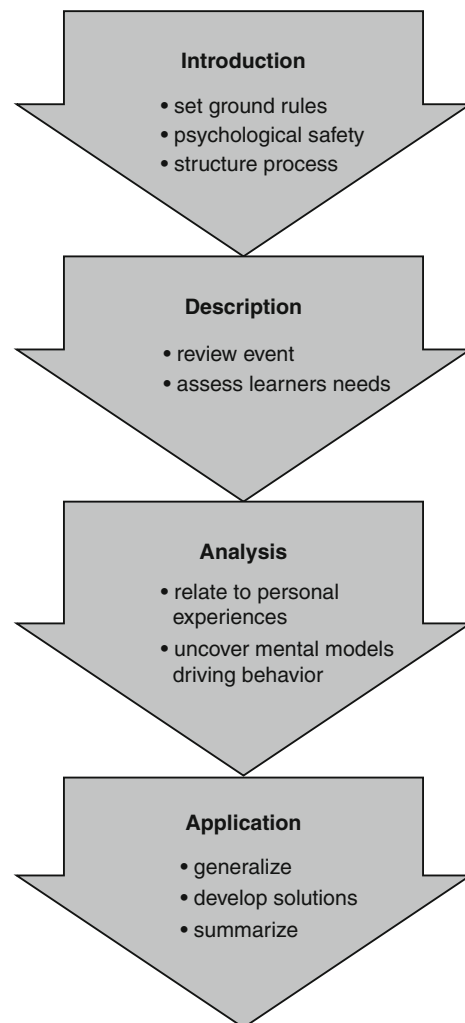 Introduction
• set ground rules
• psychological safety
• structure process
Description
• review event
• assess learners needs
Analysis
• relate to personal
experiences
• uncover mental models
driving behavior
Application
• generalize
• develop solutions
• summarize